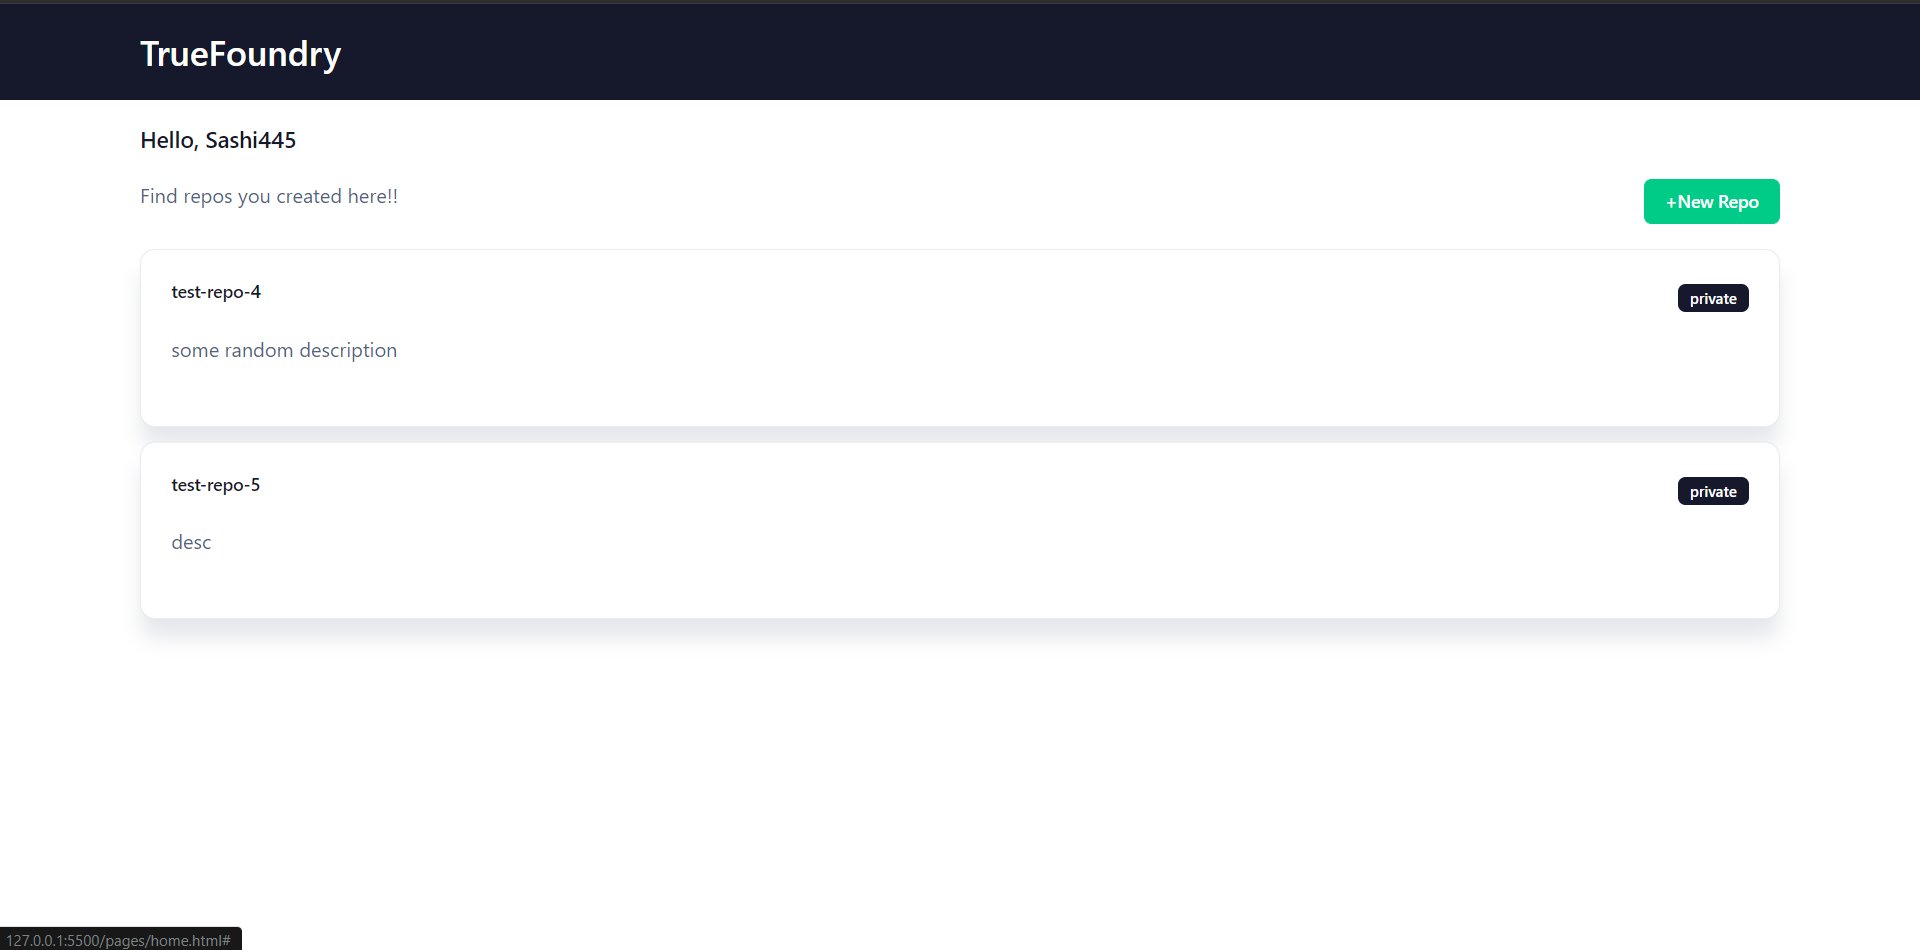 TrueFoundry
Hello, Sashi445
Find repos you created here!!
+New Repo
test-repo-4
private
some random description
test-repo-5
private
desc
127.0.0.1:5500/pages/home.html#